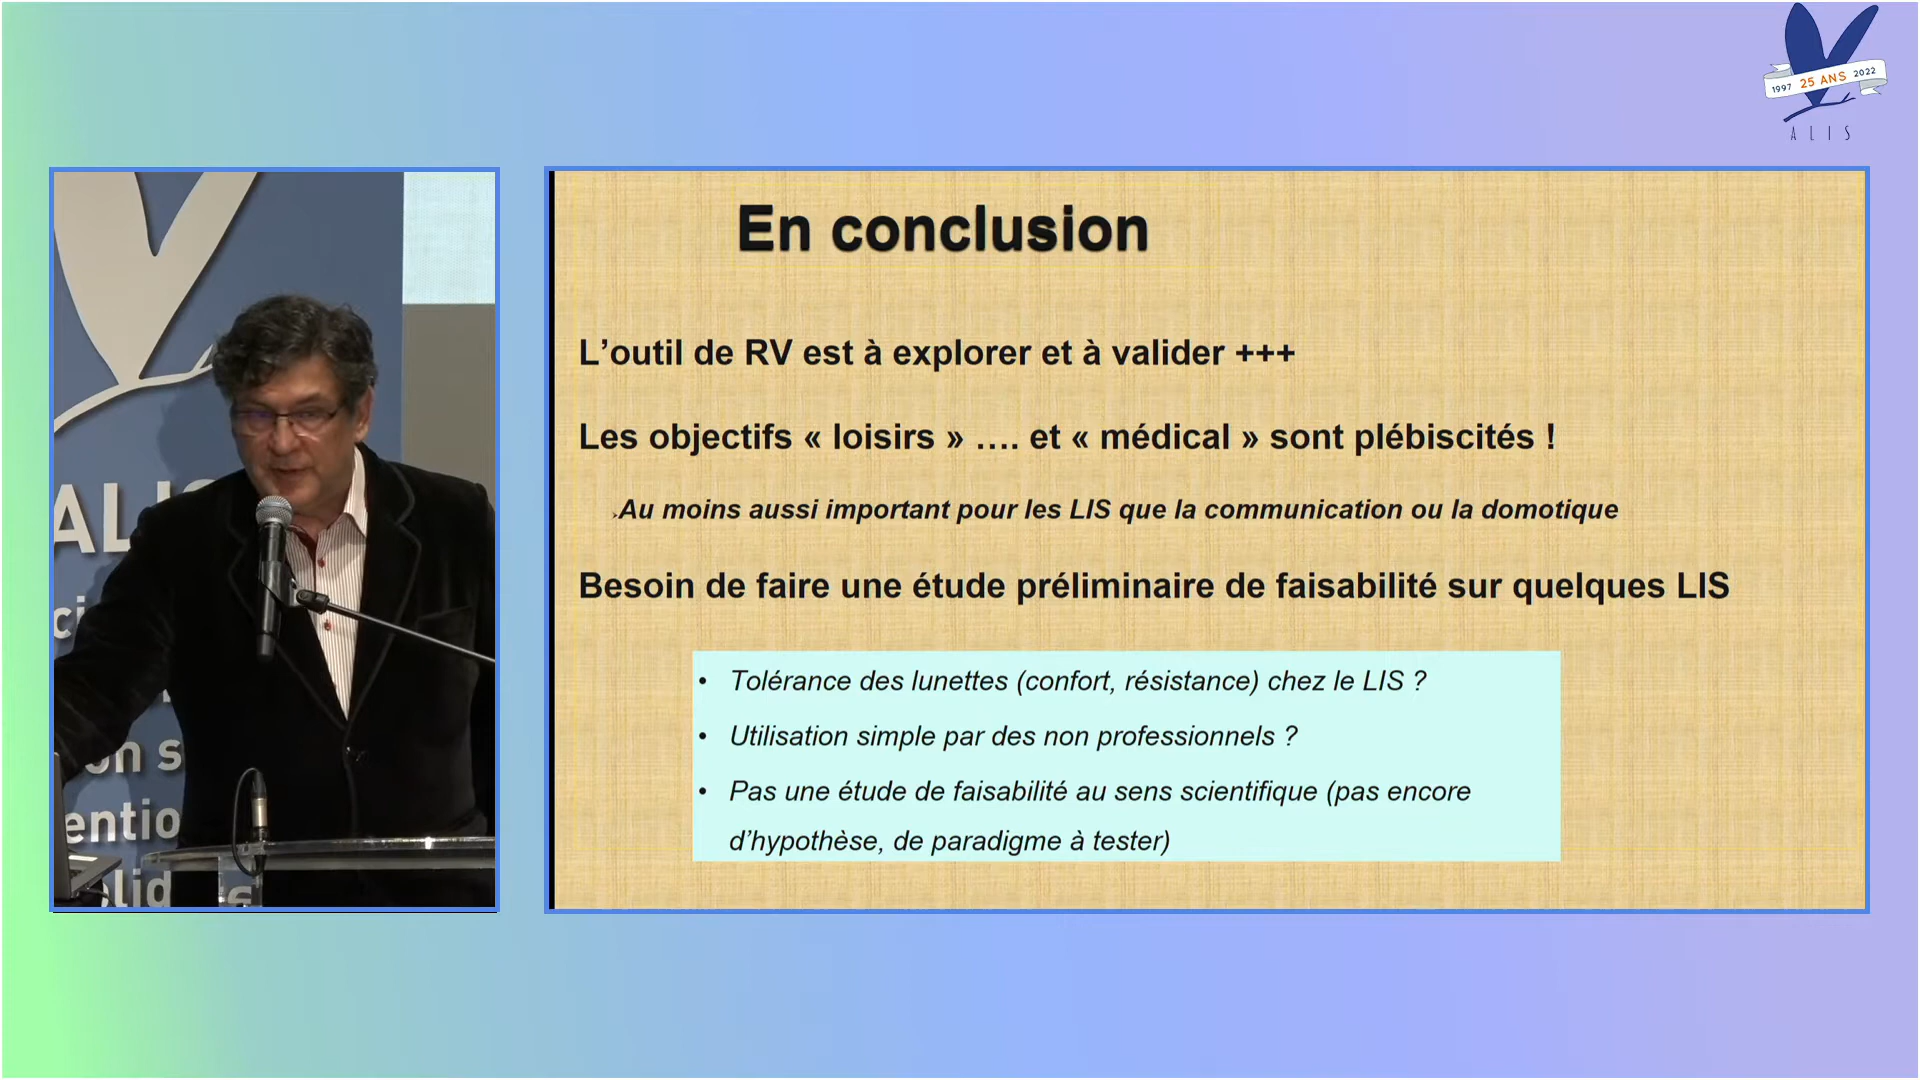 1997 25 ANS 2022
ALIS
En conclusion
L’outil de RV est à explorer et à valider +++
Les objectifs « loisirs » …. et « médical » sont plébiscités !
Au moins aussi important pour les LIS que la communication ou la domotique
Besoin de faire une étude préliminaire de faisabilité sur quelques LIS
• Tolérance des lunettes (confort, résistance) chez le LIS ?
• Utilisation simple par des non professionnels ?
• Pas une étude de faisabilité au sens scientifique (pas encore
d’hypothèse, de paradigme à tester)